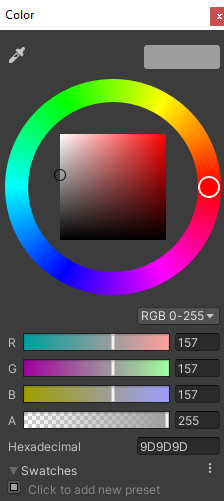 Color
x
RGB 0-255
R 157
G 157
B 157
A 255
Hexadecimal 9D9D9D
Swatches
Click to add new preset